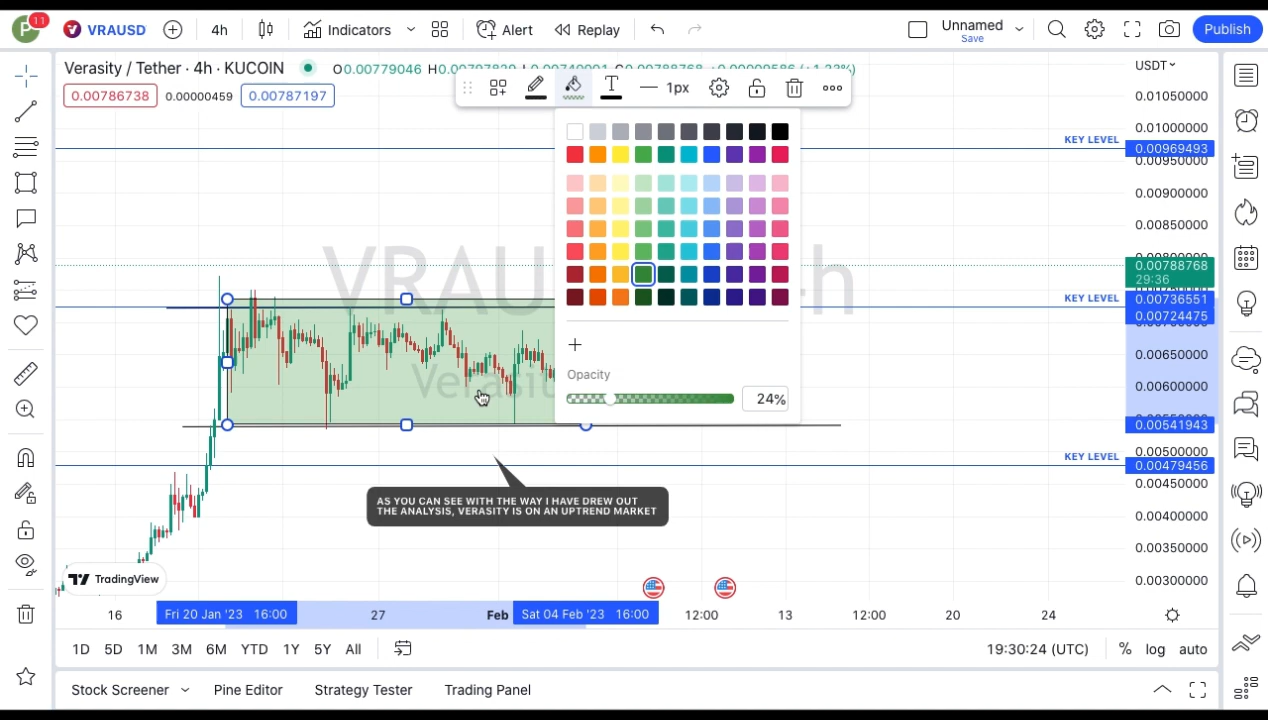 P 11 VRAUSD 4h Indicators Alert Replay Unnamed Save Publish
Verasity / Tether · 4h · KUCOIN O0.00779046
USDT
0.00786738 0.00000459 0.00787197
T 1px
0.01050000
0.01000000
KEY LEVEL 0.00969493
0.00950000
0.00900000
0.00850000
0.00788768
29:36
KEY LEVEL 0.00736551
0.00724475
0.00650000
0.00600000
Opacity
24%
0.00541943
0.00500000
KEY LEVEL 0.00479456
0.00450000
AS YOU CAN SEE WITH THE WAY I HAVE DREW OUT
THE ANALYSIS, VERASITY IS ON AN UPTREND MARKET
0.00400000
0.00350000
0.00300000
TradingView
16 Fri 20 Jan '23 16:00 27 Feb Sat 04 Feb '23 16:00 12:00 13 12:00 20 24
1D 5D 1M 3M 6M YTD 1Y 5Y All 19:30:24 (UTC) % log auto
Stock Screener Pine Editor Strategy Tester Trading Panel